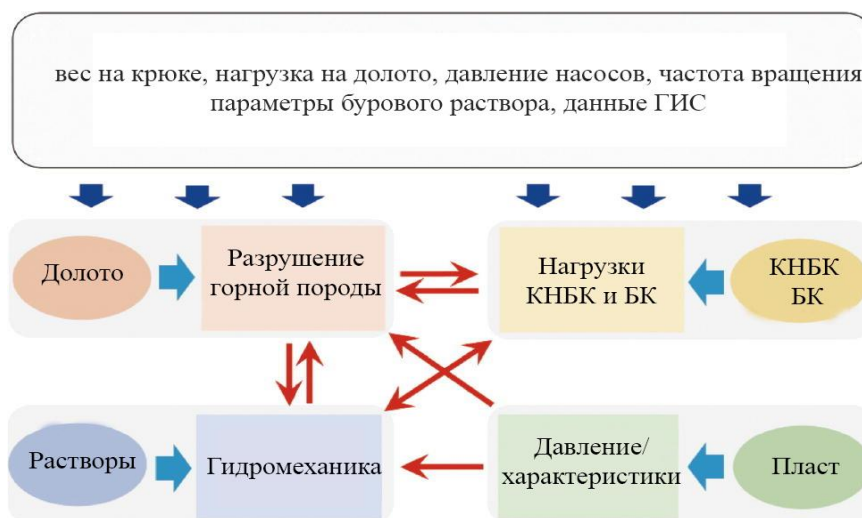 вес на крюке, нагрузка на долото, давление насосов, частота вращения
параметры бурового раствора, данные ГИС
Долото
Разрушение
горной породы
Нагрузки
КНБК и БК
КНБК
БК
Растворы
Гидромеханика
Давление/
характеристики
Пласт